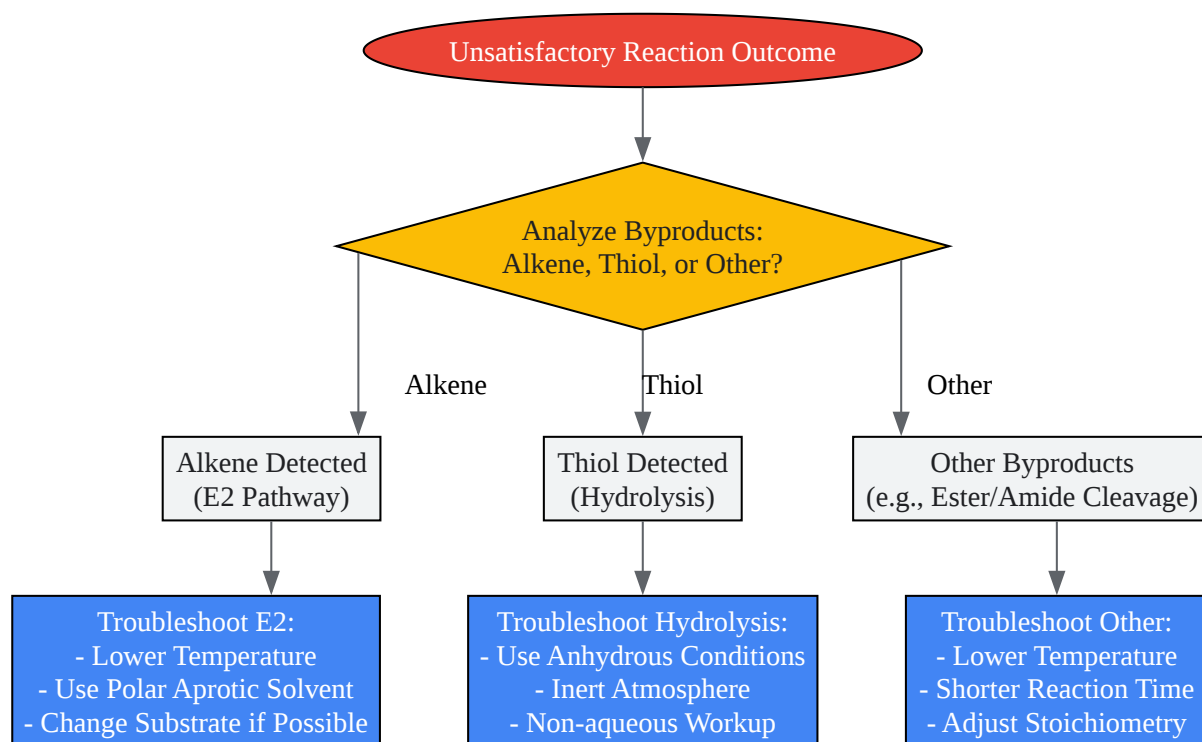 Unsatisfactory Reaction Outcome
Analyze Byproducts:
Alkene, Thiol, or Other?
Alkene
Thiol
Other
Alkene Detected
(E2 Pathway)
Thiol Detected
(Hydrolysis)
Other Byproducts
(e.g., Ester/Amide Cleavage)
Troubleshoot E2:
- Lower Temperature
- Use Polar Aprotic Solvent
- Change Substrate if Possible
Troubleshoot Hydrolysis:
- Use Anhydrous Conditions
- Inert Atmosphere
- Non-aqueous Workup
Troubleshoot Other:
- Lower Temperature
- Shorter Reaction Time
- Adjust Stoichiometry